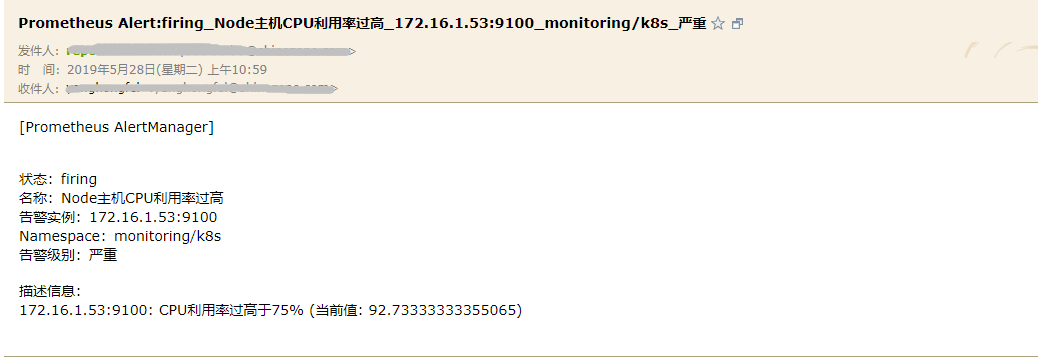 Prometheus Alert:firing_Node主机CPU利用率过高_172.16.1.53:9100_monitoring/k8s_严重
发件人:
时 间: 2019年5月28日(星期二) 上午10:59
收件人:
[Prometheus AlertManager]
状态: firing
名称: Node主机CPU利用率过高
告警实例: 172.16.1.53:9100
Namespace: monitoring/k8s
告警级别: 严重
描述信息:
172.16.1.53:9100: CPU利用率过高于75% (当前值: 92.73333333355065)